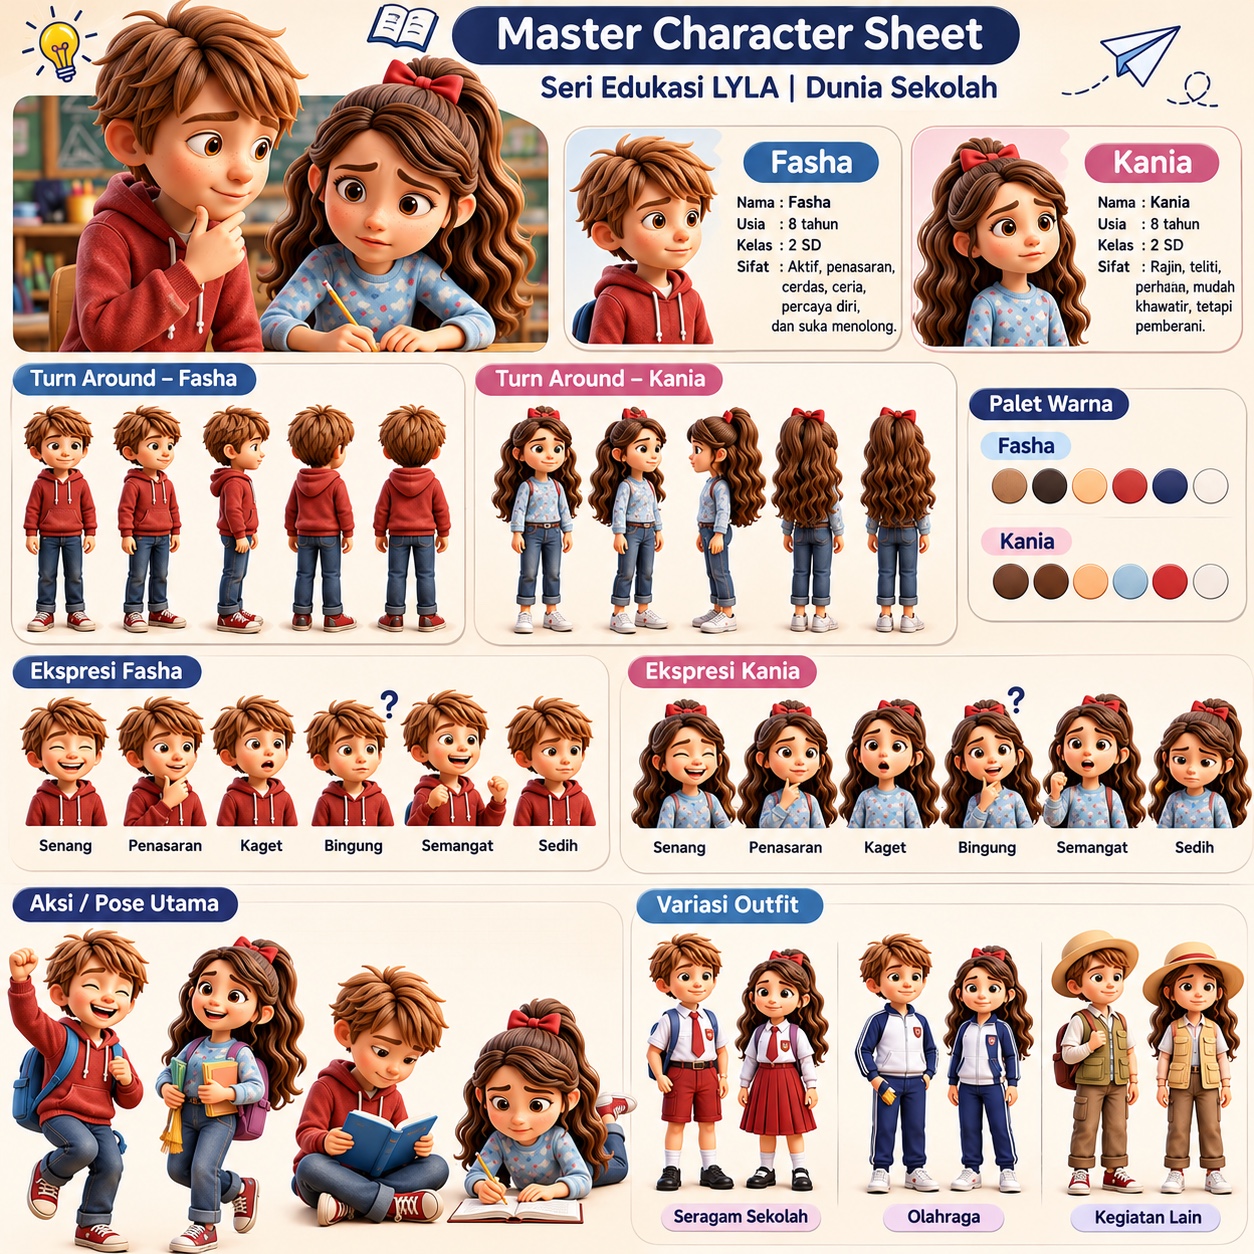 Master Character Sheet
Seri Edukasi LYLA | Dunia Sekolah
Fasha
Nama : Fasha
Usia : 8 tahun
Kelas : 2 SD
Sifat : Aktif, penasaran,
cerdas, ceria,
percaya diri,
dan suka menolong.
Kania
Nama : Kania
Usia : 8 tahun
Kelas : 2 SD
Sifat : Rajin, teliti,
mudah
khawatir, tetapi
pemberani.
Turn Around – Fasha
Turn Around – Kania
Palet Warna
Fasha
Kania
Ekspresi Fasha
?
Senang
Penasaran
Kaget
Bingung
Semangat
Sedih
Ekspresi Kania
?
Senang
Penasaran
Kaget
Bingung
Semangat
Sedih
Aksi / Pose Utama
Variasi Outfit
Seragam Sekolah
Olahraga
Kegiatan Lain